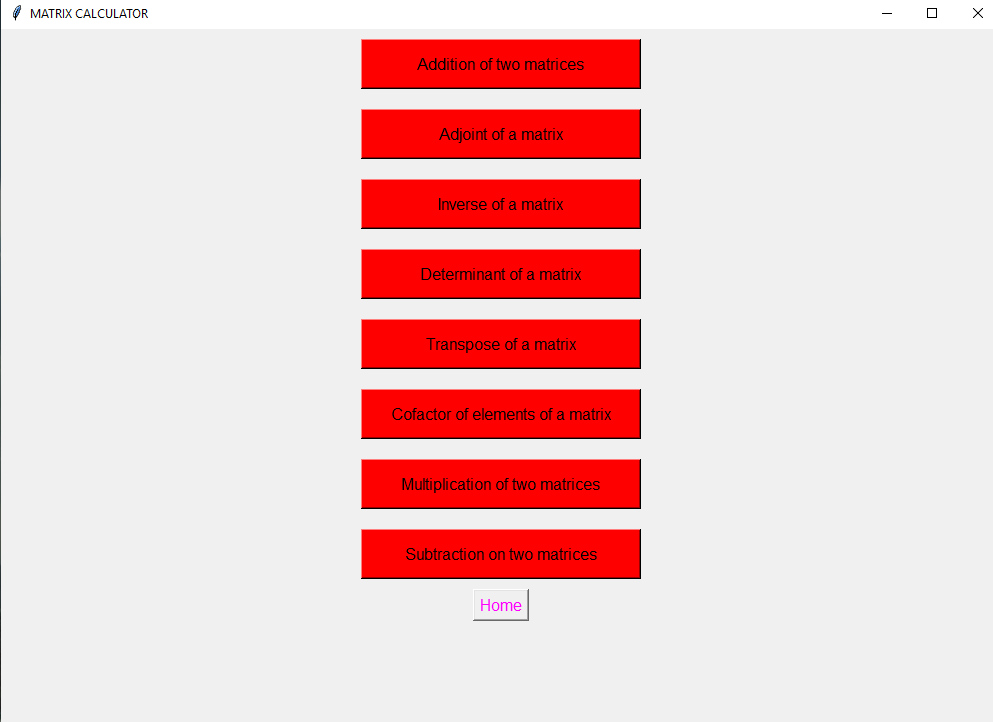 MATRIX CALCULATOR
Addition of two matrices
Adjoint of a matrix
Inverse of a matrix
Determinant of a matrix
Transpose of a matrix
Cofactor of elements of a matrix
Multiplication of two matrices
Subtraction on two matrices
Home